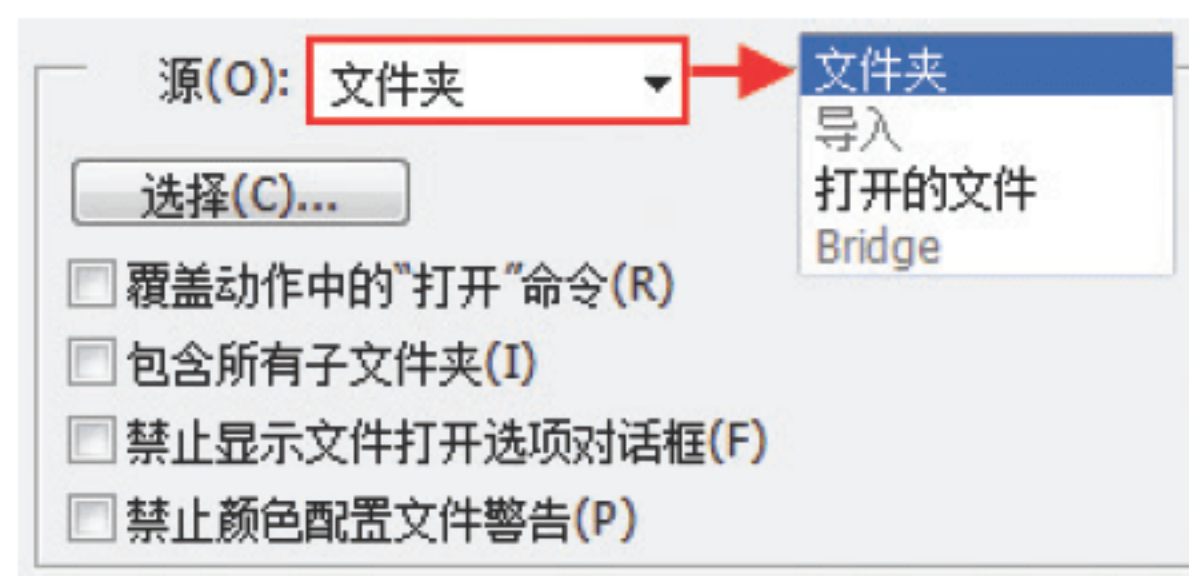 源(O): 文件夹
文件夹
导入
打开的文件
Bridge
选择(C)...
覆盖动作中的"打开"命令(R)
包含所有子文件夹(I)
禁止显示文件打开选项对话框(F)
禁止颜色配置文件警告(P)